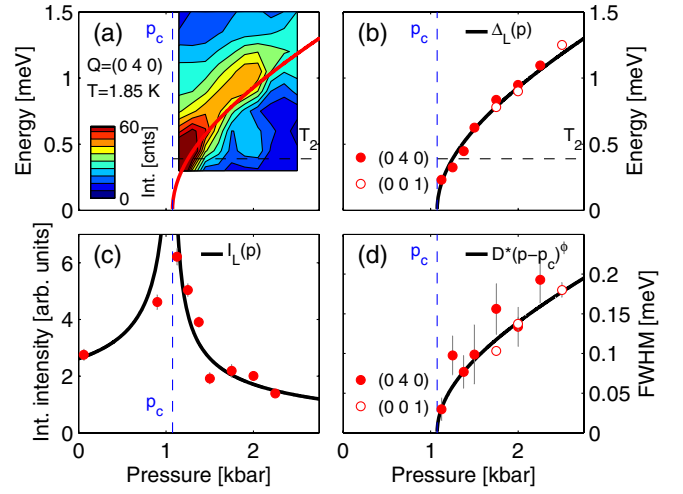 (a)
p_c
Q=(0 4 0)
T=1.85 K
60
0
Int. [cnts]
T_2
Energy [meV]
0
0.5
1
1.5
(b)
p_c
Δ_L(p)
T_2
(0 4 0)
(0 0 1)
0
0.5
1
1.5
Energy [meV]
(c)
I_L(p)
p_c
Int. intensity [arb. units]
0
2
4
6
0 1 2
Pressure [kbar]
(d)
p_c
D*(p−p_c)^ϕ
(0 4 0)
(0 0 1)
0
0.05
0.1
0.15
0.2
FWHM [meV]
0 1 2
Pressure [kbar]